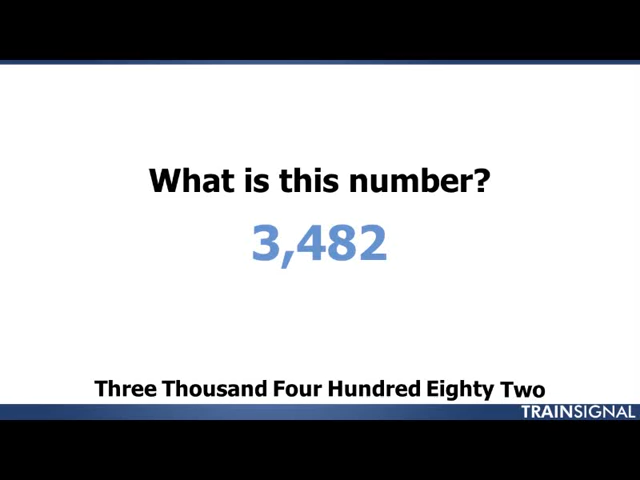 What is this number?
3,482
Three Thousand Four Hundred Eighty Two
TRAINSIGNAL